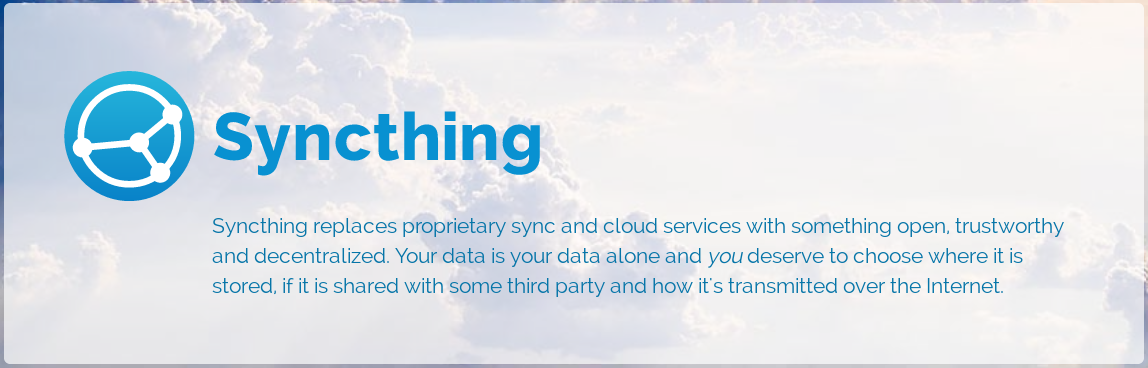 Syncthing
Syncthing replaces proprietary sync and cloud services with something open, trustworthy
and decentralized. Your data is your data alone and you deserve to choose where it is
stored, if it is shared with some third party and how it's transmitted over the Internet.